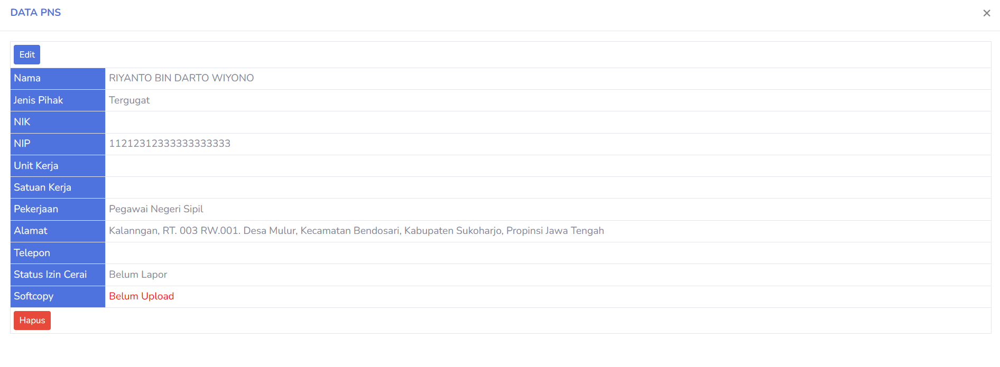 DATA PNS ×
Edit
Nama RIYANTO BIN DARTO WIYONO
Jenis Pihak Tergugat
NIK
NIP 11212312333333333333
Unit Kerja
Satuan Kerja
Pekerjaan Pegawai Negeri Sipil
Alamat Kalanngan, RT. 003 RW.001. Desa Mulur, Kecamatan Bendosari, Kabupaten Sukoharjo, Propinsi Jawa Tengah
Telepon
Status Izin Cerai Belum Lapor
Softcopy Belum Upload
Hapus